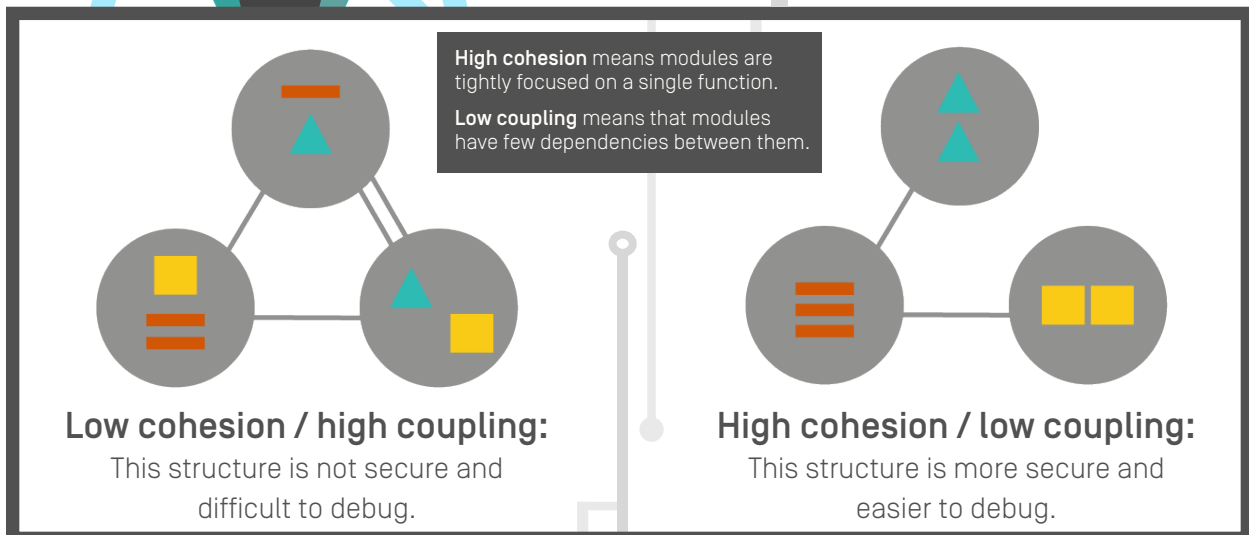 High cohesion means modules are
tightly focused on a single function.
Low coupling means that modules
have few dependencies between them.
Low cohesion / high coupling:
This structure is not secure and
difficult to debug.
High cohesion / low coupling:
This structure is more secure and
easier to debug.